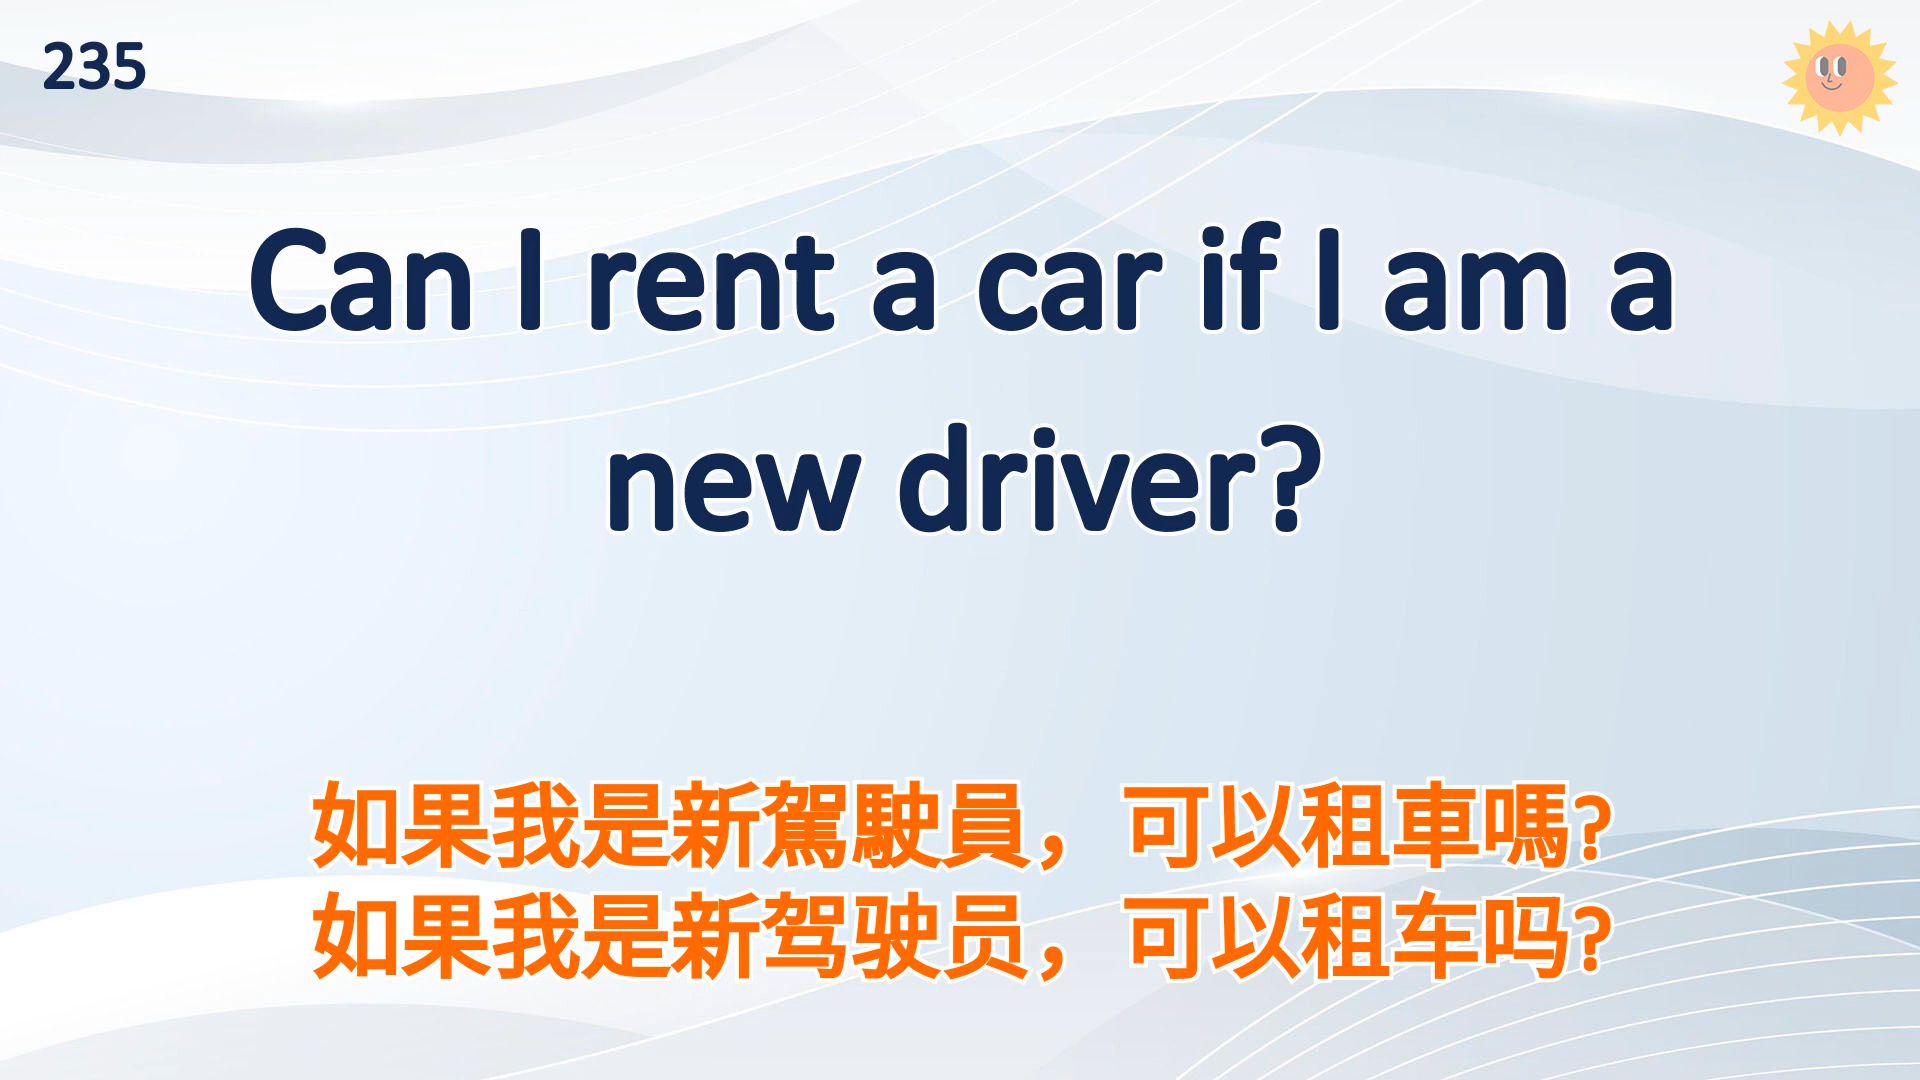 235
Can I rent a car if I am a
new driver?
如果我是新駕駛員，可以租車嗎?
如果我是新驾驶员，可以租车吗?